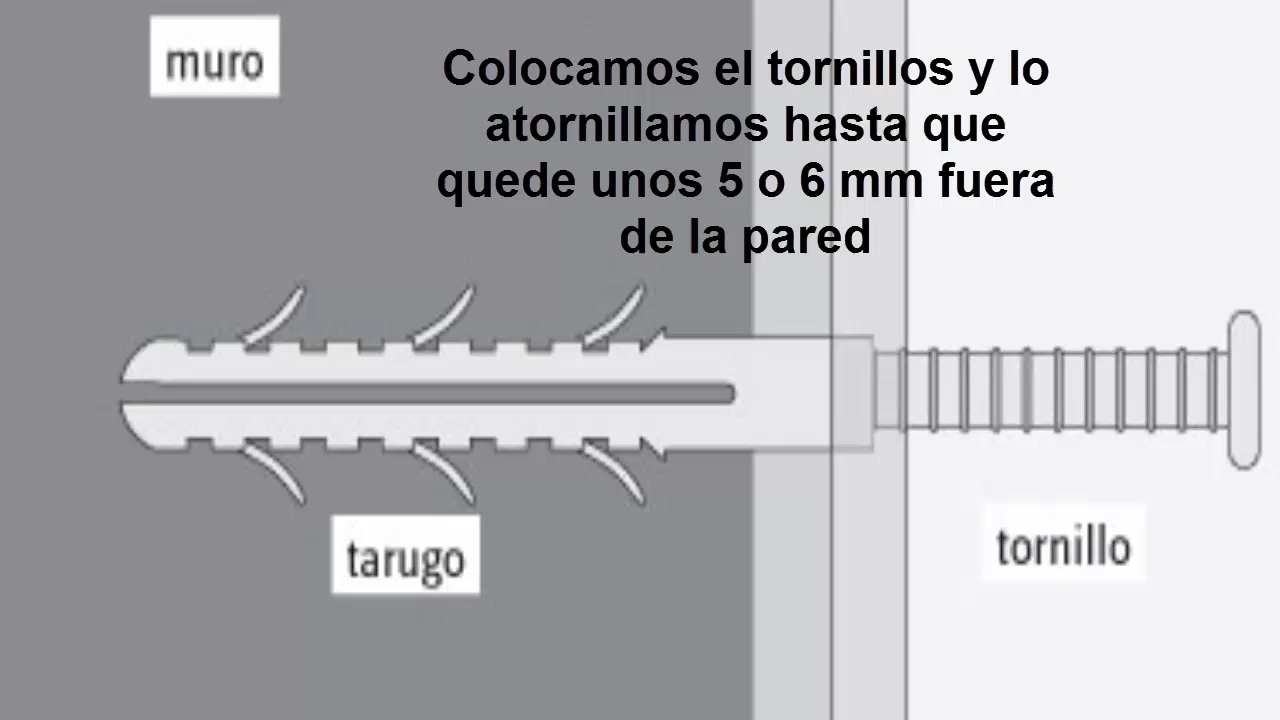 muro
Colocamos el tornillos y lo
atornillamos hasta que
quede unos 5 o 6 mm fuera
de la pared
tarugo
tornillo